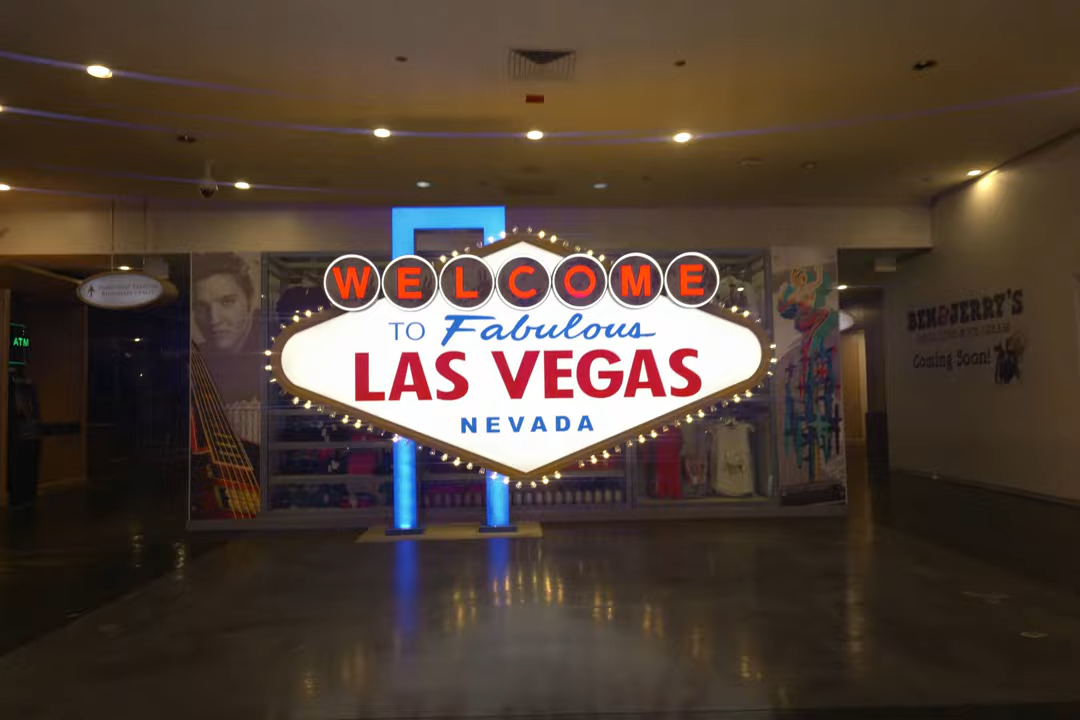 WELCOME
TO Fabulous
LAS VEGAS
NEVADA
ATM
BEN & JERRY'S
Coming Soon!